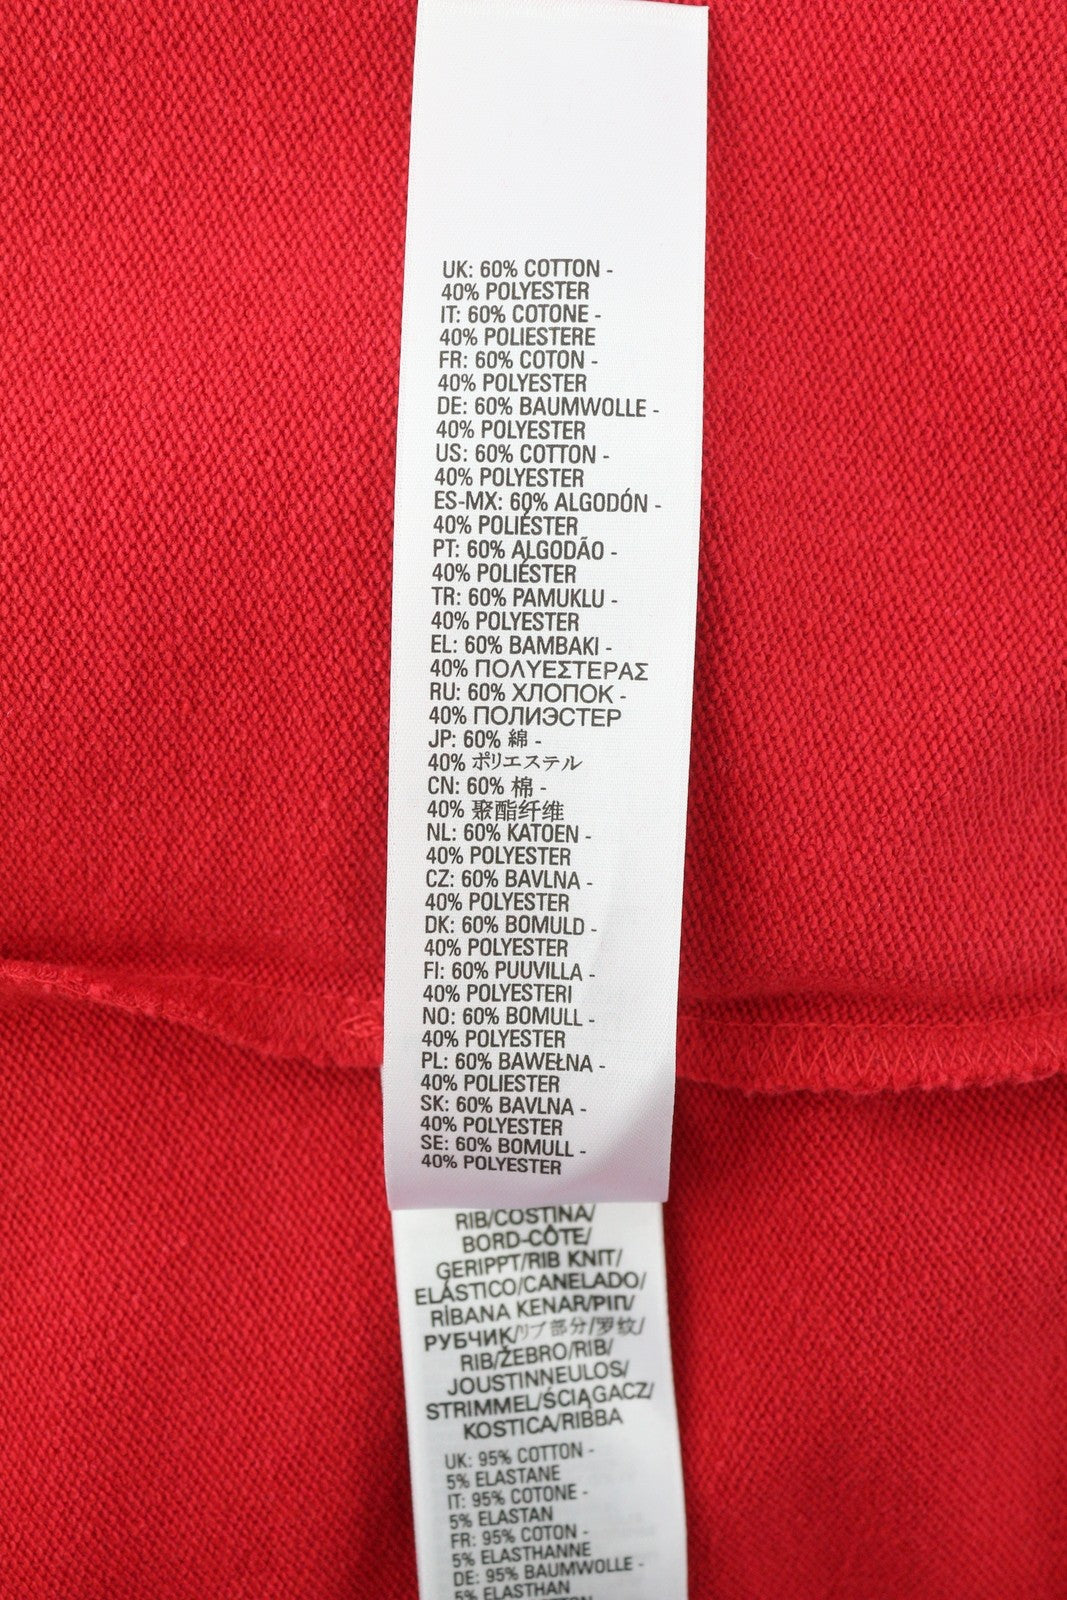 UK: 60% COTTON -
40% POLYESTER
IT: 60% COTONE -
40% POLIESTERE
FR: 60% COTON -
40% POLYESTER
DE: 60% BAUMWOLLE -
40% POLYESTER
US: 60% COTTON -
40% POLYESTER
ES-MX: 60% ALGODÓN -
40% POLIÉSTER
PT: 60% ALGODÃO -
40% POLIÉSTER
TR: 60% PAMUKLU -
40% POLYESTER
EL: 60% BAMBAKI -
40% ΠΟΛΥΕΣΤΕΡΑΣ
RU: 60% ХЛОПОК -
40% ПОЛИЭСТЕР
JP: 60% 綿 -
40% ポリエステル
CN: 60% 棉 -
40% 聚酯纤维
NL: 60% KATOEN -
40% POLYESTER
CZ: 60% BAVLNA -
40% POLYESTER
DK: 60% BOMULD -
40% POLYESTER
FI: 60% PUUVILLA -
40% POLYESTERI
NO: 60% BOMULL -
40% POLYESTER
PL: 60% BAWEŁNA -
40% POLIESTER
SK: 60% BAVLNA -
40% POLYESTER
SE: 60% BOMULL -
40% POLYESTER
RIB/COSTINA/
BORD-CÔTE/
GERIPPT/RIB KNIT/
ELÁSTICO/CANELADO/
RİBANA KENAR/ΡΙΠ/
РУБЧИК/リブ部分/罗纹/
RIB/ŽEBRO/RIB/
JOUSTINNEULOS/
STRIMMEL/ŚCIĄGACZ/
KOSTICA/RIBBA
UK: 95% COTTON -
5% ELASTANE
IT: 95% COTONE -
5% ELASTAN
FR: 95% COTON -
5% ELASTHANNE
DE: 95% BAUMWOLLE -
5% ELASTHAN